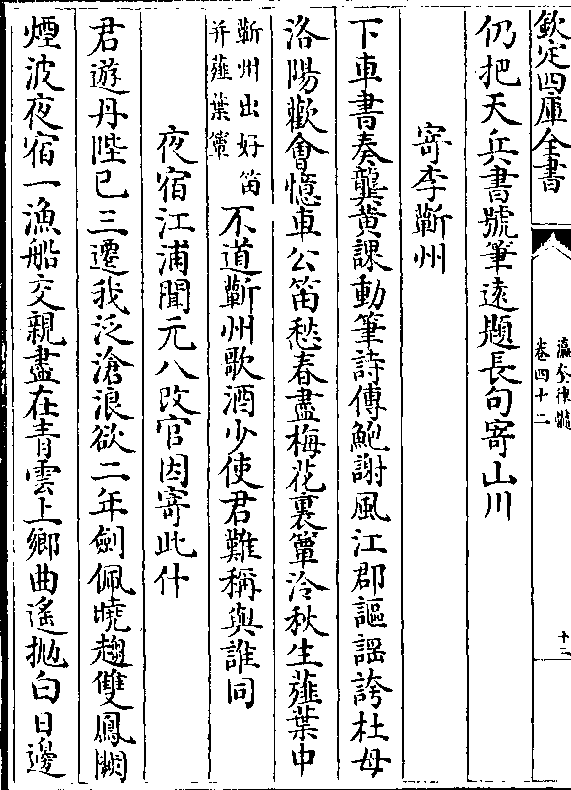 欽定四庫全書
瀛奎律髓
卷四十二
十二
仍把天兵書號筆遠題長句寄山川
寄李蘄州
下車書奏龔黃課動筆詩傳鮑謝風江郡謳謠誇杜母
洛陽歡㑹憶車公笛愁春盡梅花裏簟冷秋生薤葉中
蘄州出好笛
并薤葉簟
不道蘄州歌酒少使君難稱與誰同
夜宿江浦聞元八改官因寄此什
君遊丹陛已三遷我泛滄浪欲二年劍佩曉趨雙鳳闕
煙波夜宿一漁船交親盡在青雲上鄉曲遙拋白日邊